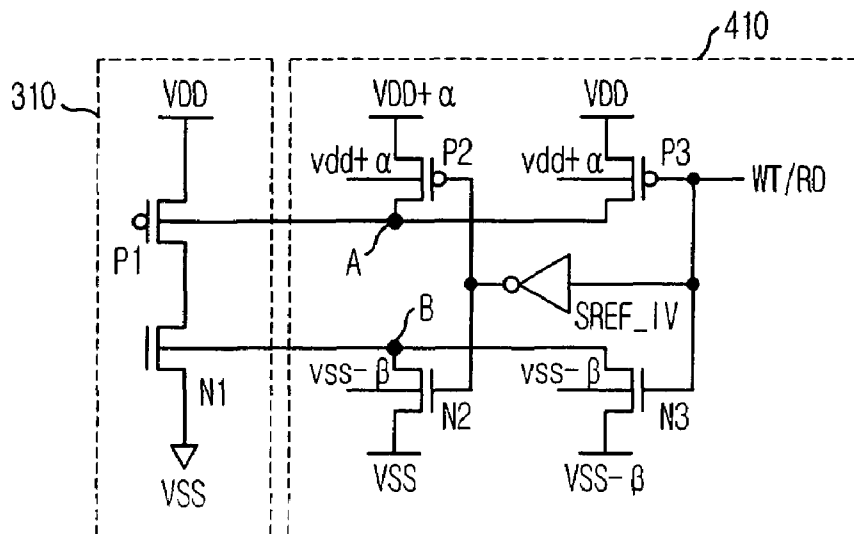 410
310
VDD
VDD+ α
VDD
vdd+ α
P2
vdd+ α
P3
WT/RD
P1
A
SREF_IV
B
N1
vss-β
N2
vss-β
N3
VSS
VSS
VSS-β